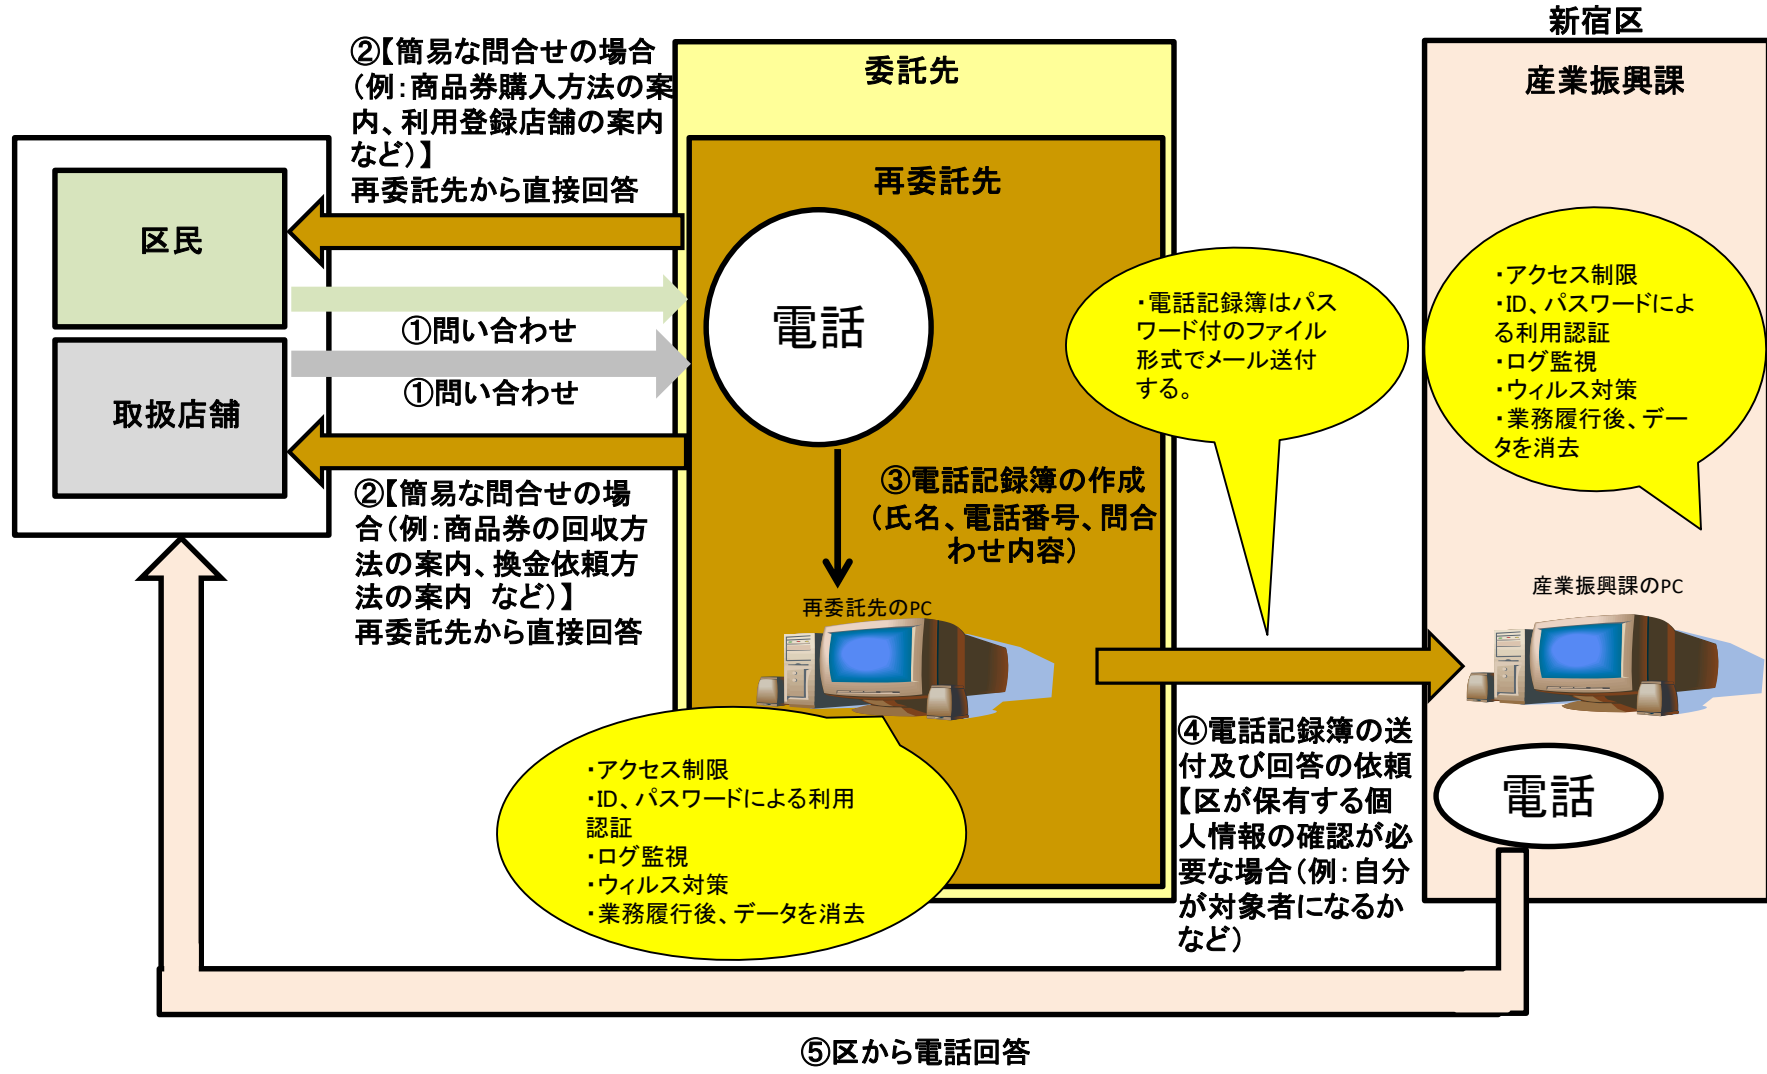 新宿区
産業振興課
委託先
再委託先
②【簡易な問合せの場合
（例：商品券購入方法の案
内、利用登録店舗の案内
など）】
再委託先から直接回答
区民
①問い合わせ
①問い合わせ
取扱店舗
②【簡易な問合せの場
合（例：商品券の回収方
法の案内、換金依頼方
法の案内　など）】
再委託先から直接回答
電話
③電話記録簿の作成
（氏名、電話番号、問合
わせ内容）
再委託先のPC
・アクセス制限
・ID、パスワードによる利用
認証
・ログ監視
・ウィルス対策
・業務履行後、データを消去
・電話記録簿はパス
ワード付のファイル
形式でメール送付
する。
④電話記録簿の送
付及び回答の依頼
【区が保有する個
人情報の確認が必
要な場合（例：自分
が対象者になるか
など）
・アクセス制限
・ID、パスワードによ
る利用認証
・ログ監視
・ウィルス対策
・業務履行後、デー
タを消去
産業振興課のPC
電話
⑤区から電話回答